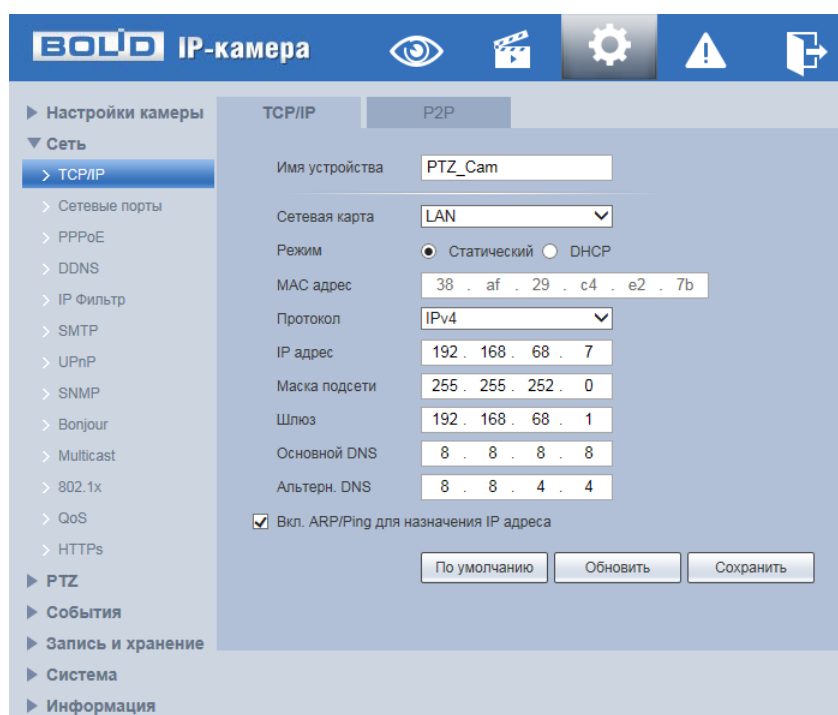 BOLID IP-камера
Настройки камеры
Сеть
TCP/IP
Сетевые порты
PPPoE
DDNS
IP Фильтр
SMTP
UPnP
SNMP
Bonjour
Multicast
802.1x
QoS
HTTPs
PTZ
События
Запись и хранение
Система
Информация
TCP/IP P2P
Имя устройства PTZ_Cam
Сетевая карта LAN
Режим Статический DHCP
MAC адрес 38 . af . 29 . c4 . e2 . 7b
Протокол IPv4
IP адрес 192 . 168 . 68 . 7
Маска подсети 255 . 255 . 252 . 0
Шлюз 192 . 168 . 68 . 1
Основной DNS 8 . 8 . 8 . 8
Альтерн. DNS 8 . 8 . 4 . 4
Вкл. ARP/Ping для назначения IP адреса
По умолчанию Обновить Сохранить